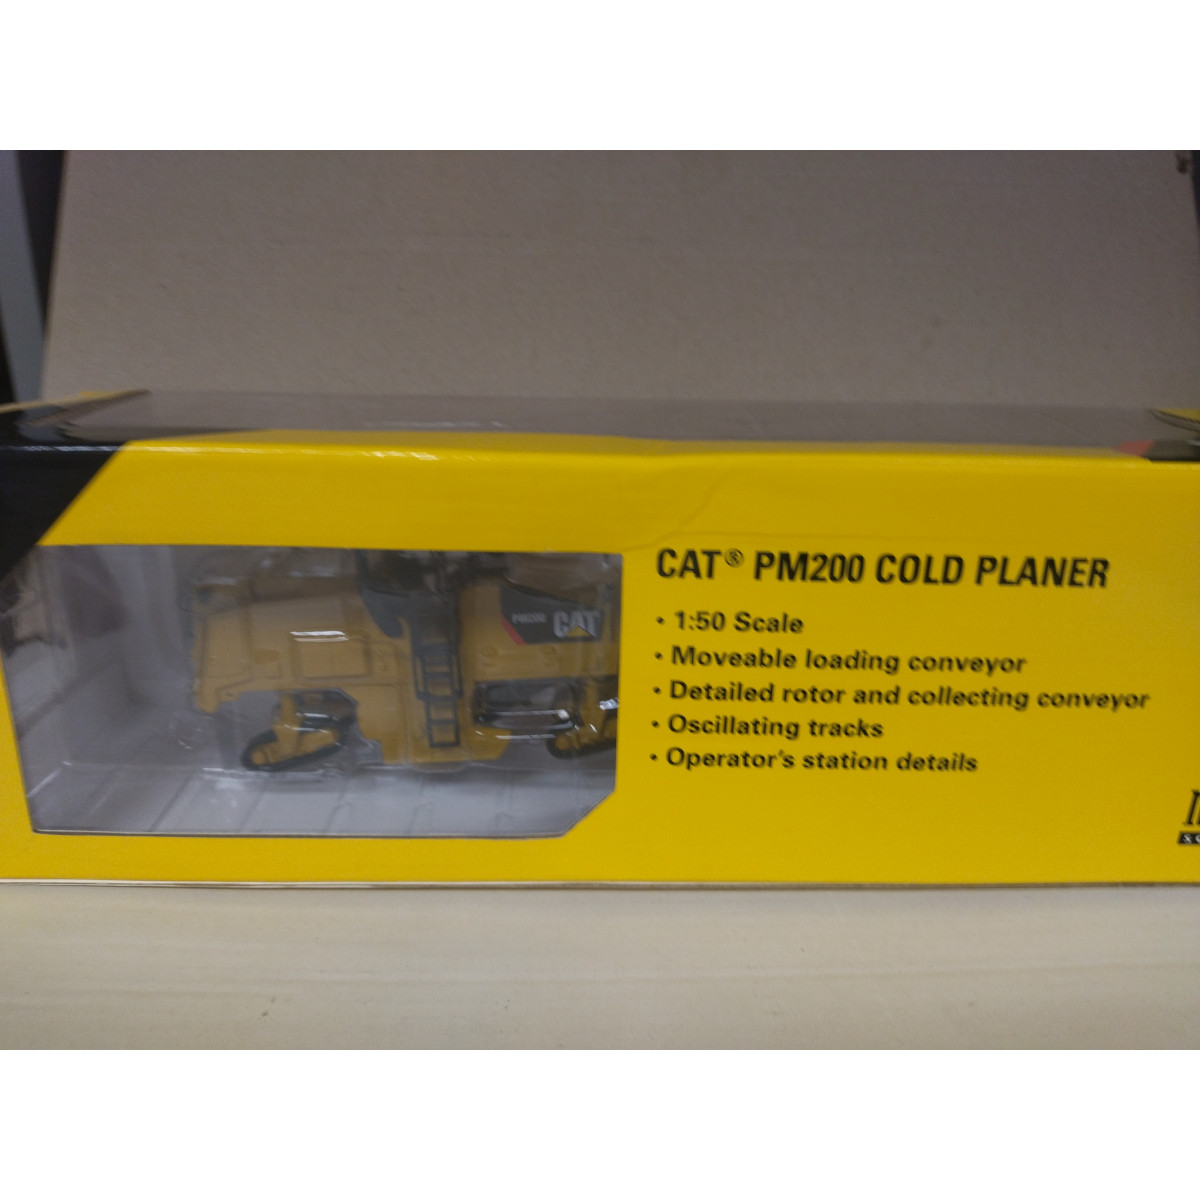 CAT® PM200 COLD PLANER
• 1:50 Scale
• Moveable loading conveyor
• Detailed rotor and collecting conveyor
• Oscillating tracks
• Operator's station details
PM200 CAT